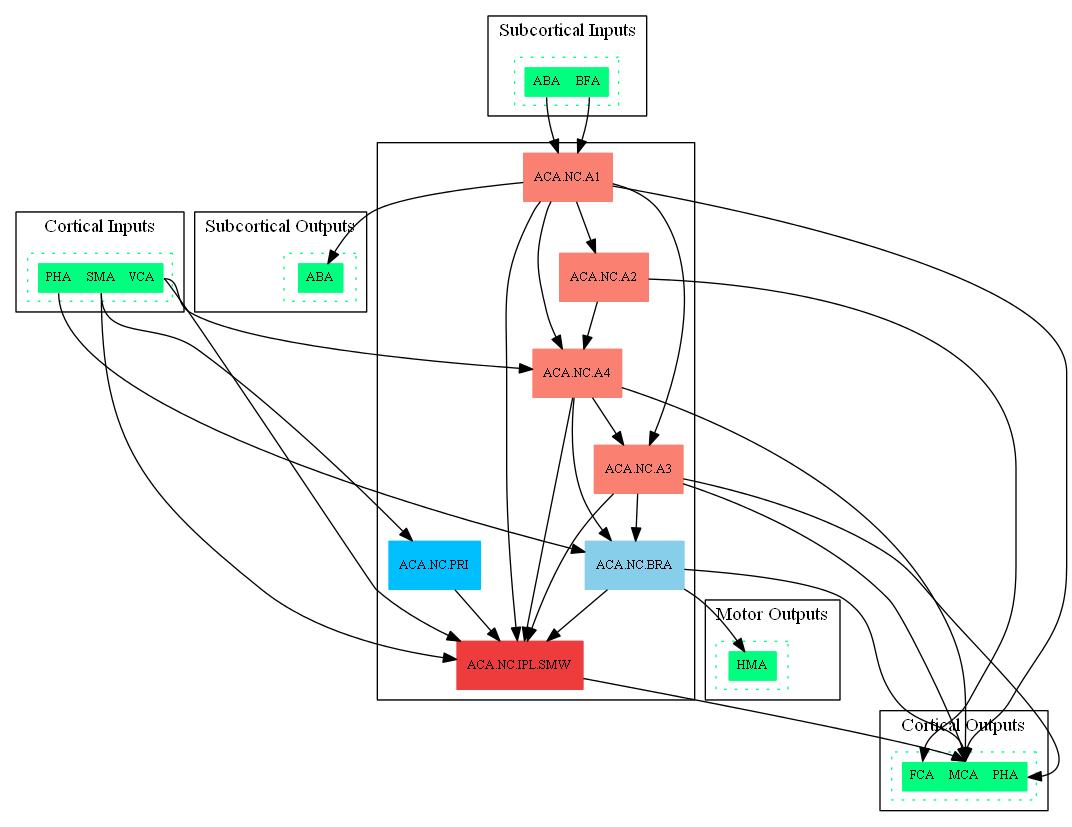 Subcortical Inputs
ABA BFA
ACA.NC.A1
Cortical Inputs
PHA SMA VCA
Subcortical Outputs
ABA
ACA.NC.A2
ACA.NC.A4
ACA.NC.A3
ACA.NC.PRI
ACA.NC.BRA
Motor Outputs
HMA
ACA.NC.IPL.SMW
Cortical Outputs
FCA MCA PHA